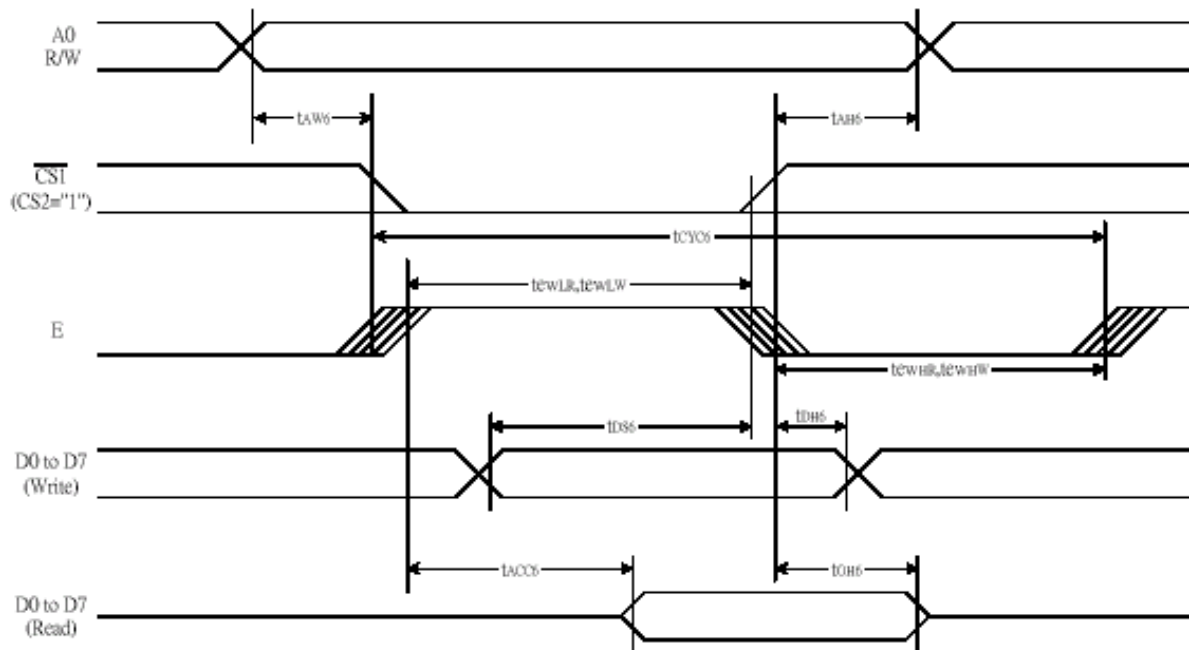 A0
R/W
tAW6
tAH6
CS1
(CS2="1")
tCYC6
tewLR,tewLW
E
tewHR,tewHW
tDS6
tDH6
D0 to D7
(Write)
tACC6
tOH6
D0 to D7
(Read)